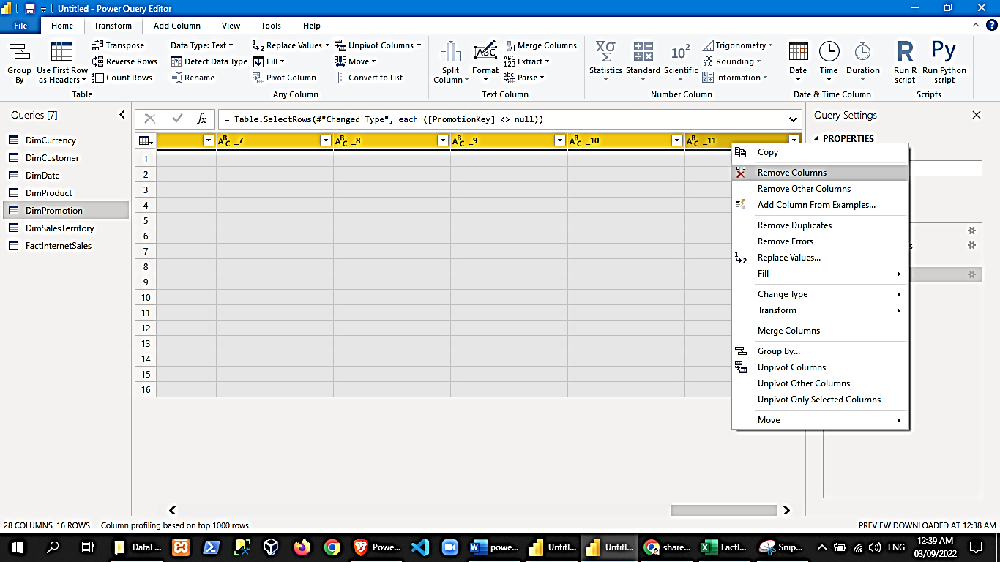 Untitled - Power Query Editor
File Home Transform Add Column View Tools Help
Group By
Use First Row as Headers
Transpose
Reverse Rows
Count Rows
Table
Data Type: Text
Detect Data Type
Rename
Replace Values
Fill
Pivot Column
Unpivot Columns
Move
Convert to List
Any Column
Split Column
Format
Merge Columns
Extract
Parse
Text Column
Statistics
Standard
Scientific
Trigonometry
Rounding
Information
Number Column
Date
Time
Duration
Date & Time Column
Run R script
Run Python script
Scripts
Queries [7]
DimCurrency
DimCustomer
DimDate
DimProduct
DimPromotion
DimSalesTerritory
FactInternetSales
= Table.SelectRows(#"Changed Type", each ([PromotionKey] <> null))
_7 _8 _9 _10 _11
1
2
3
4
5
6
7
8
9
10
11
12
13
14
15
16
Copy
Remove Columns
Remove Other Columns
Add Column From Examples...
Remove Duplicates
Remove Errors
Replace Values...
Fill
Change Type
Transform
Merge Columns
Group By...
Unpivot Columns
Unpivot Other Columns
Unpivot Only Selected Columns
Move
Query Settings
PROPERTIES
28 COLUMNS, 16 ROWS Column profiling based on top 1000 rows
PREVIEW DOWNLOADED AT 12:38 AM
DataF... Powe... powe... Untitl... Untitl... share... FactI... Snip... ENG
12:39 AM
03/09/2022